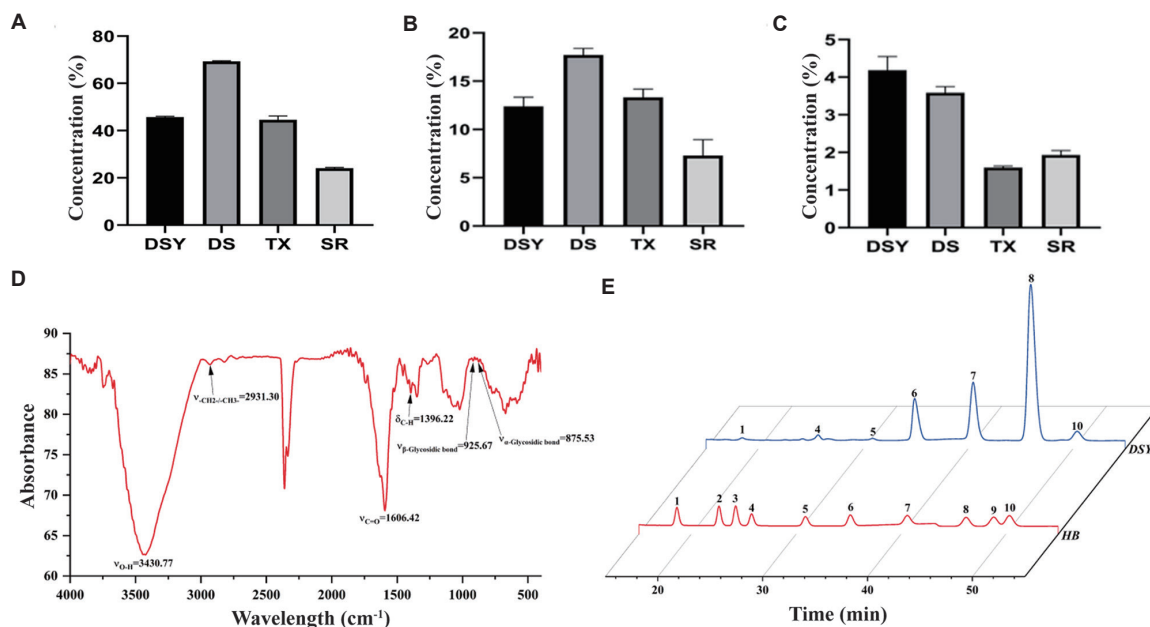 A
Concentration (%)
80
60
40
20
0
DSY DS TX SR
B
Concentration (%)
20
15
10
5
0
DSY DS TX SR
C
Concentration (%)
5
4
3
2
1
0
DSY DS TX SR
D
Absorbance
90
85
80
75
70
65
60
ν-CH2-/-CH3-=2931.30
δC-H=1396.22
νβ-Glycosidic bond=925.67
να-Glycosidic bond=875.53
νC=O=1606.42
νO-H=3430.77
4000 3500 3000 2500 2000 1500 1000 500
Wavelength (cm-1)
E
1 4 5 6 7 8 10
DSY
1 2 3 4 5 6 7 8 9 10
HB
20 30 40 50
Time (min)